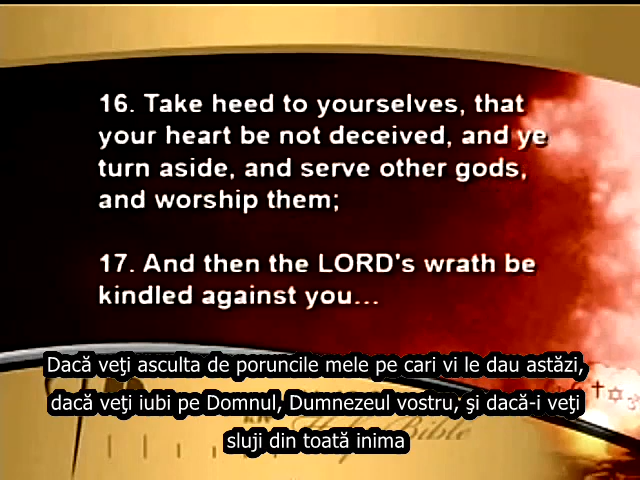 16. Take heed to yourselves, that
your heart be not deceived, and ye
turn aside, and serve other gods,
and worship them;
17. And then the LORD's wrath be
kindled against you...
Dacă veţi asculta de poruncile mele pe cari vi le dau astăzi,
dacă veţi iubi pe Domnul, Dumnezeul vostru, şi dacă-i veţi
sluji din toată inima
Bible